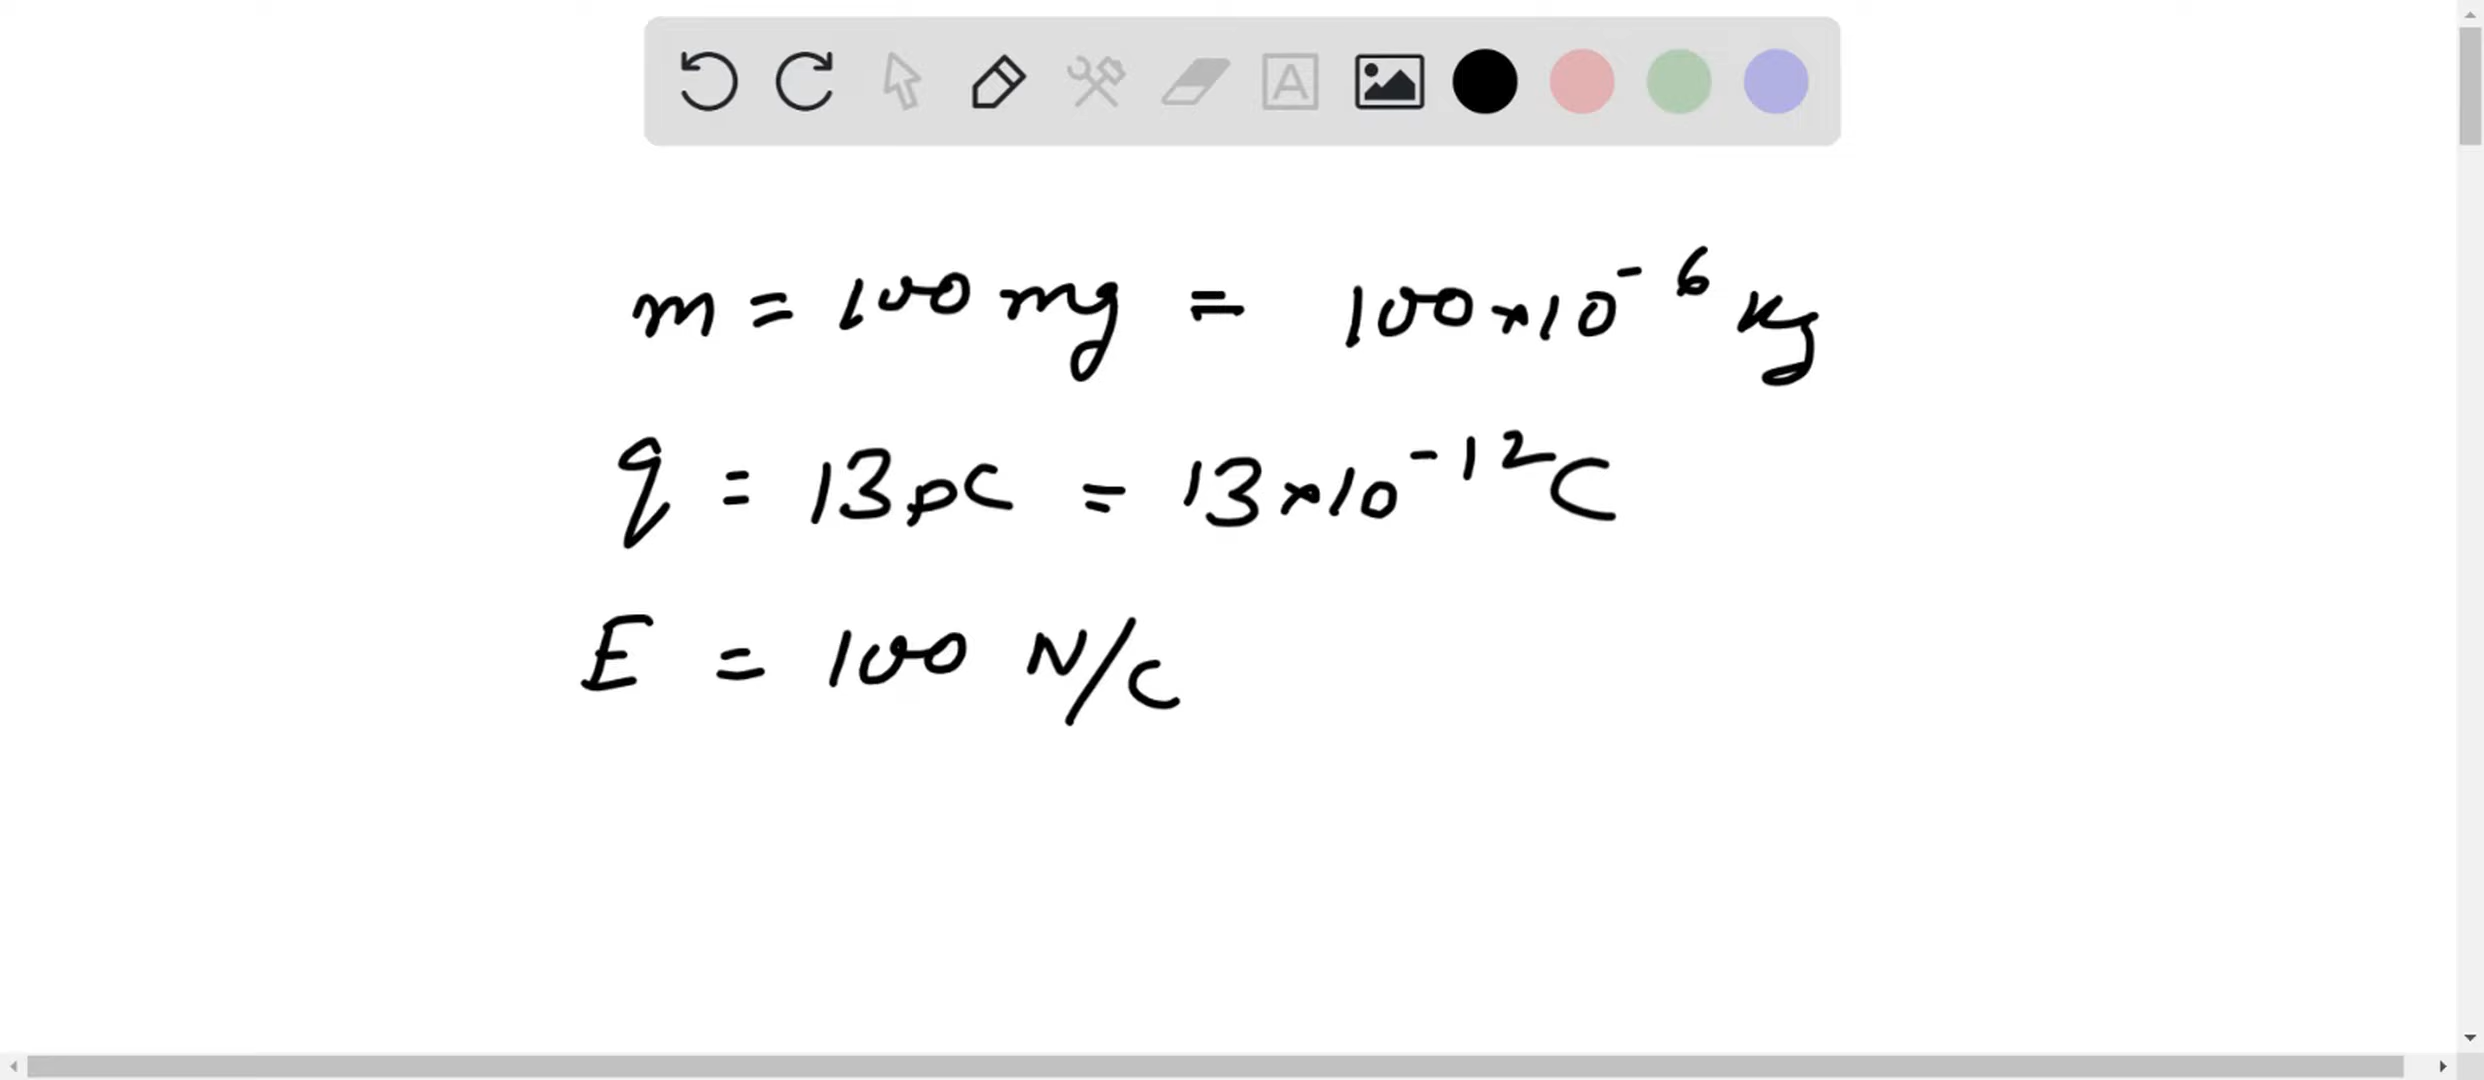 A
m = 100 mg = 100×10⁻⁶ kg
q = 13 pC = 13×10⁻¹² C
E = 100 N/C